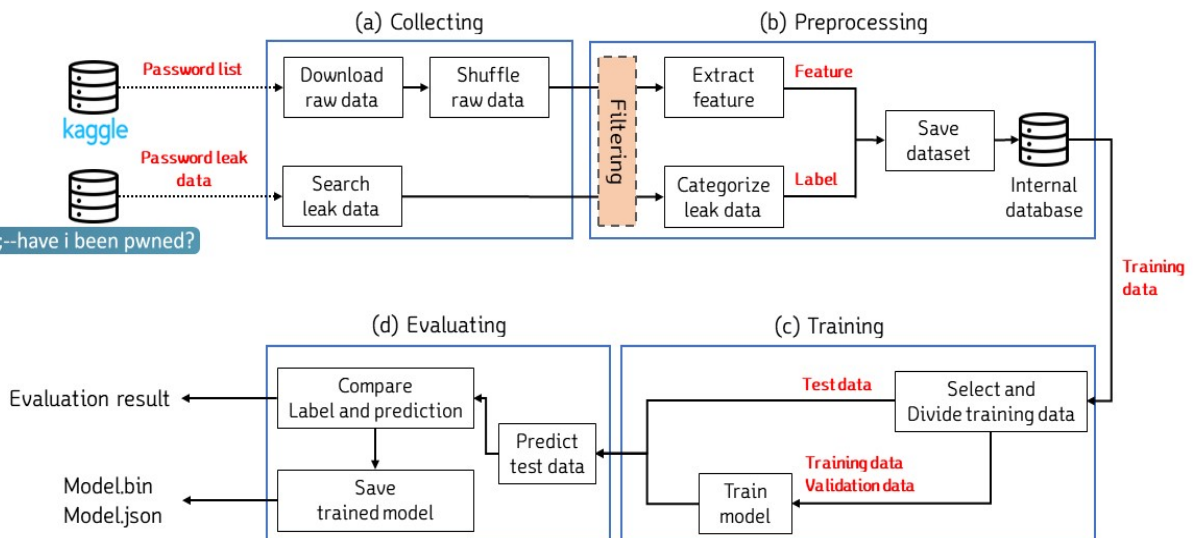 (a) Collecting
(b) Preprocessing
Password list
Download
raw data
Shuffle
raw data
Filtering
Extract
feature
Feature
kaggle
Save
dataset
Password leak
data
Search
leak data
Categorize
leak data
Label
Internal
database
;--have i been pwned?
Training
data
(d) Evaluating
(c) Training
Evaluation result
Compare
Label and prediction
Test data
Select and
Divide training data
Predict
test data
Training data
Validation data
Model.bin
Model.json
Save
trained model
Train
model